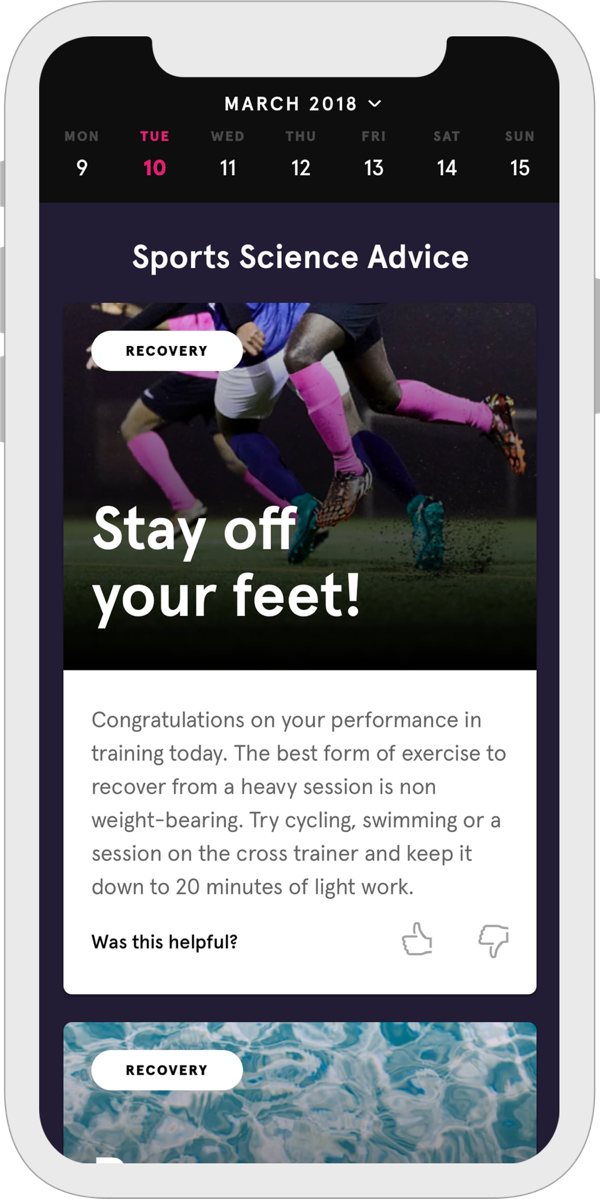 MARCH 2018
MON TUE WED THU FRI SAT SUN
9 10 11 12 13 14 15
Sports Science Advice
RECOVERY
Stay off
your feet!
Congratulations on your performance in
training today. The best form of exercise to
recover from a heavy session is non
weight-bearing. Try cycling, swimming or a
session on the cross trainer and keep it
down to 20 minutes of light work.
Was this helpful?
RECOVERY